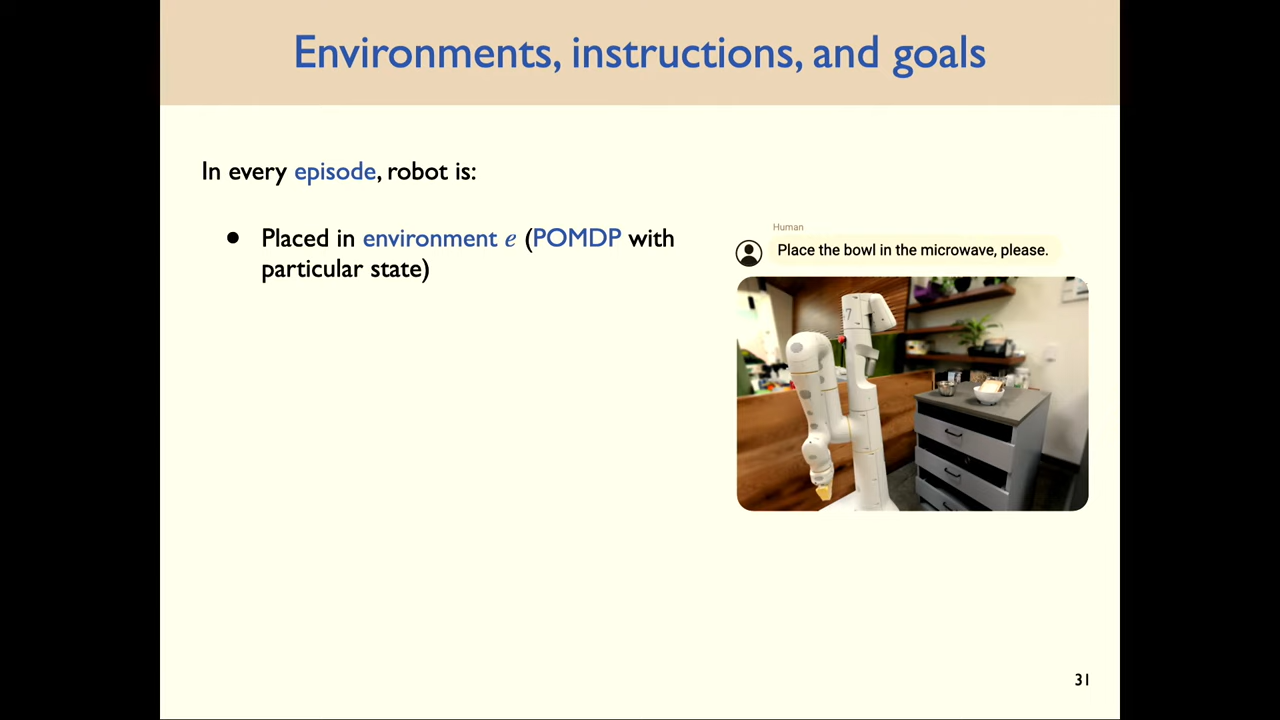 Environments, instructions, and goals
In every episode, robot is:
● Placed in environment e (POMDP with
particular state)
Human
Place the bowl in the microwave, please.
7
31